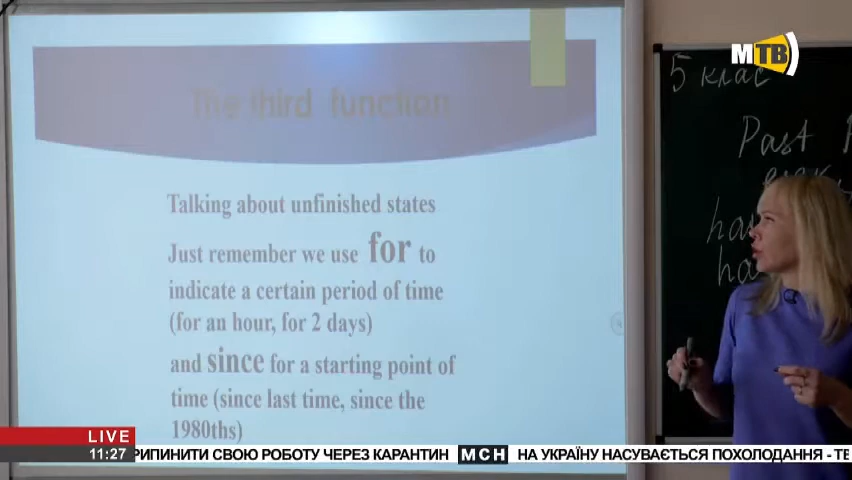 The third function
Talking about unfinished states
Just remember we use for to
indicate a certain period of time
(for an hour, for 2 days)
and since for a starting point of
time (since last time, since the
1980ths)
МТВ
5 клас
Past
LIVE
11:27
РИПИНИТИ СВОЮ РОБОТУ ЧЕРЕЗ КАРАНТИН МСН НА УКРАЇНУ НАСУВАЄТЬСЯ ПОХОЛОДАННЯ - ТЕ